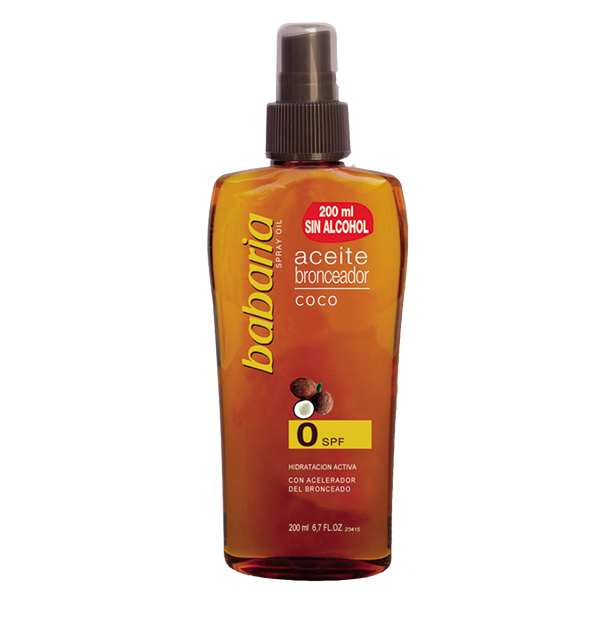 babaria
SPRAY OIL
200 ml
SIN ALCOHOL
aceite
bronceador
coco
0 SPF
HIDRATACION ACTIVA
CON ACELERADOR
DEL BRONCEADO
200 ml 6,7 FL.OZ 23415